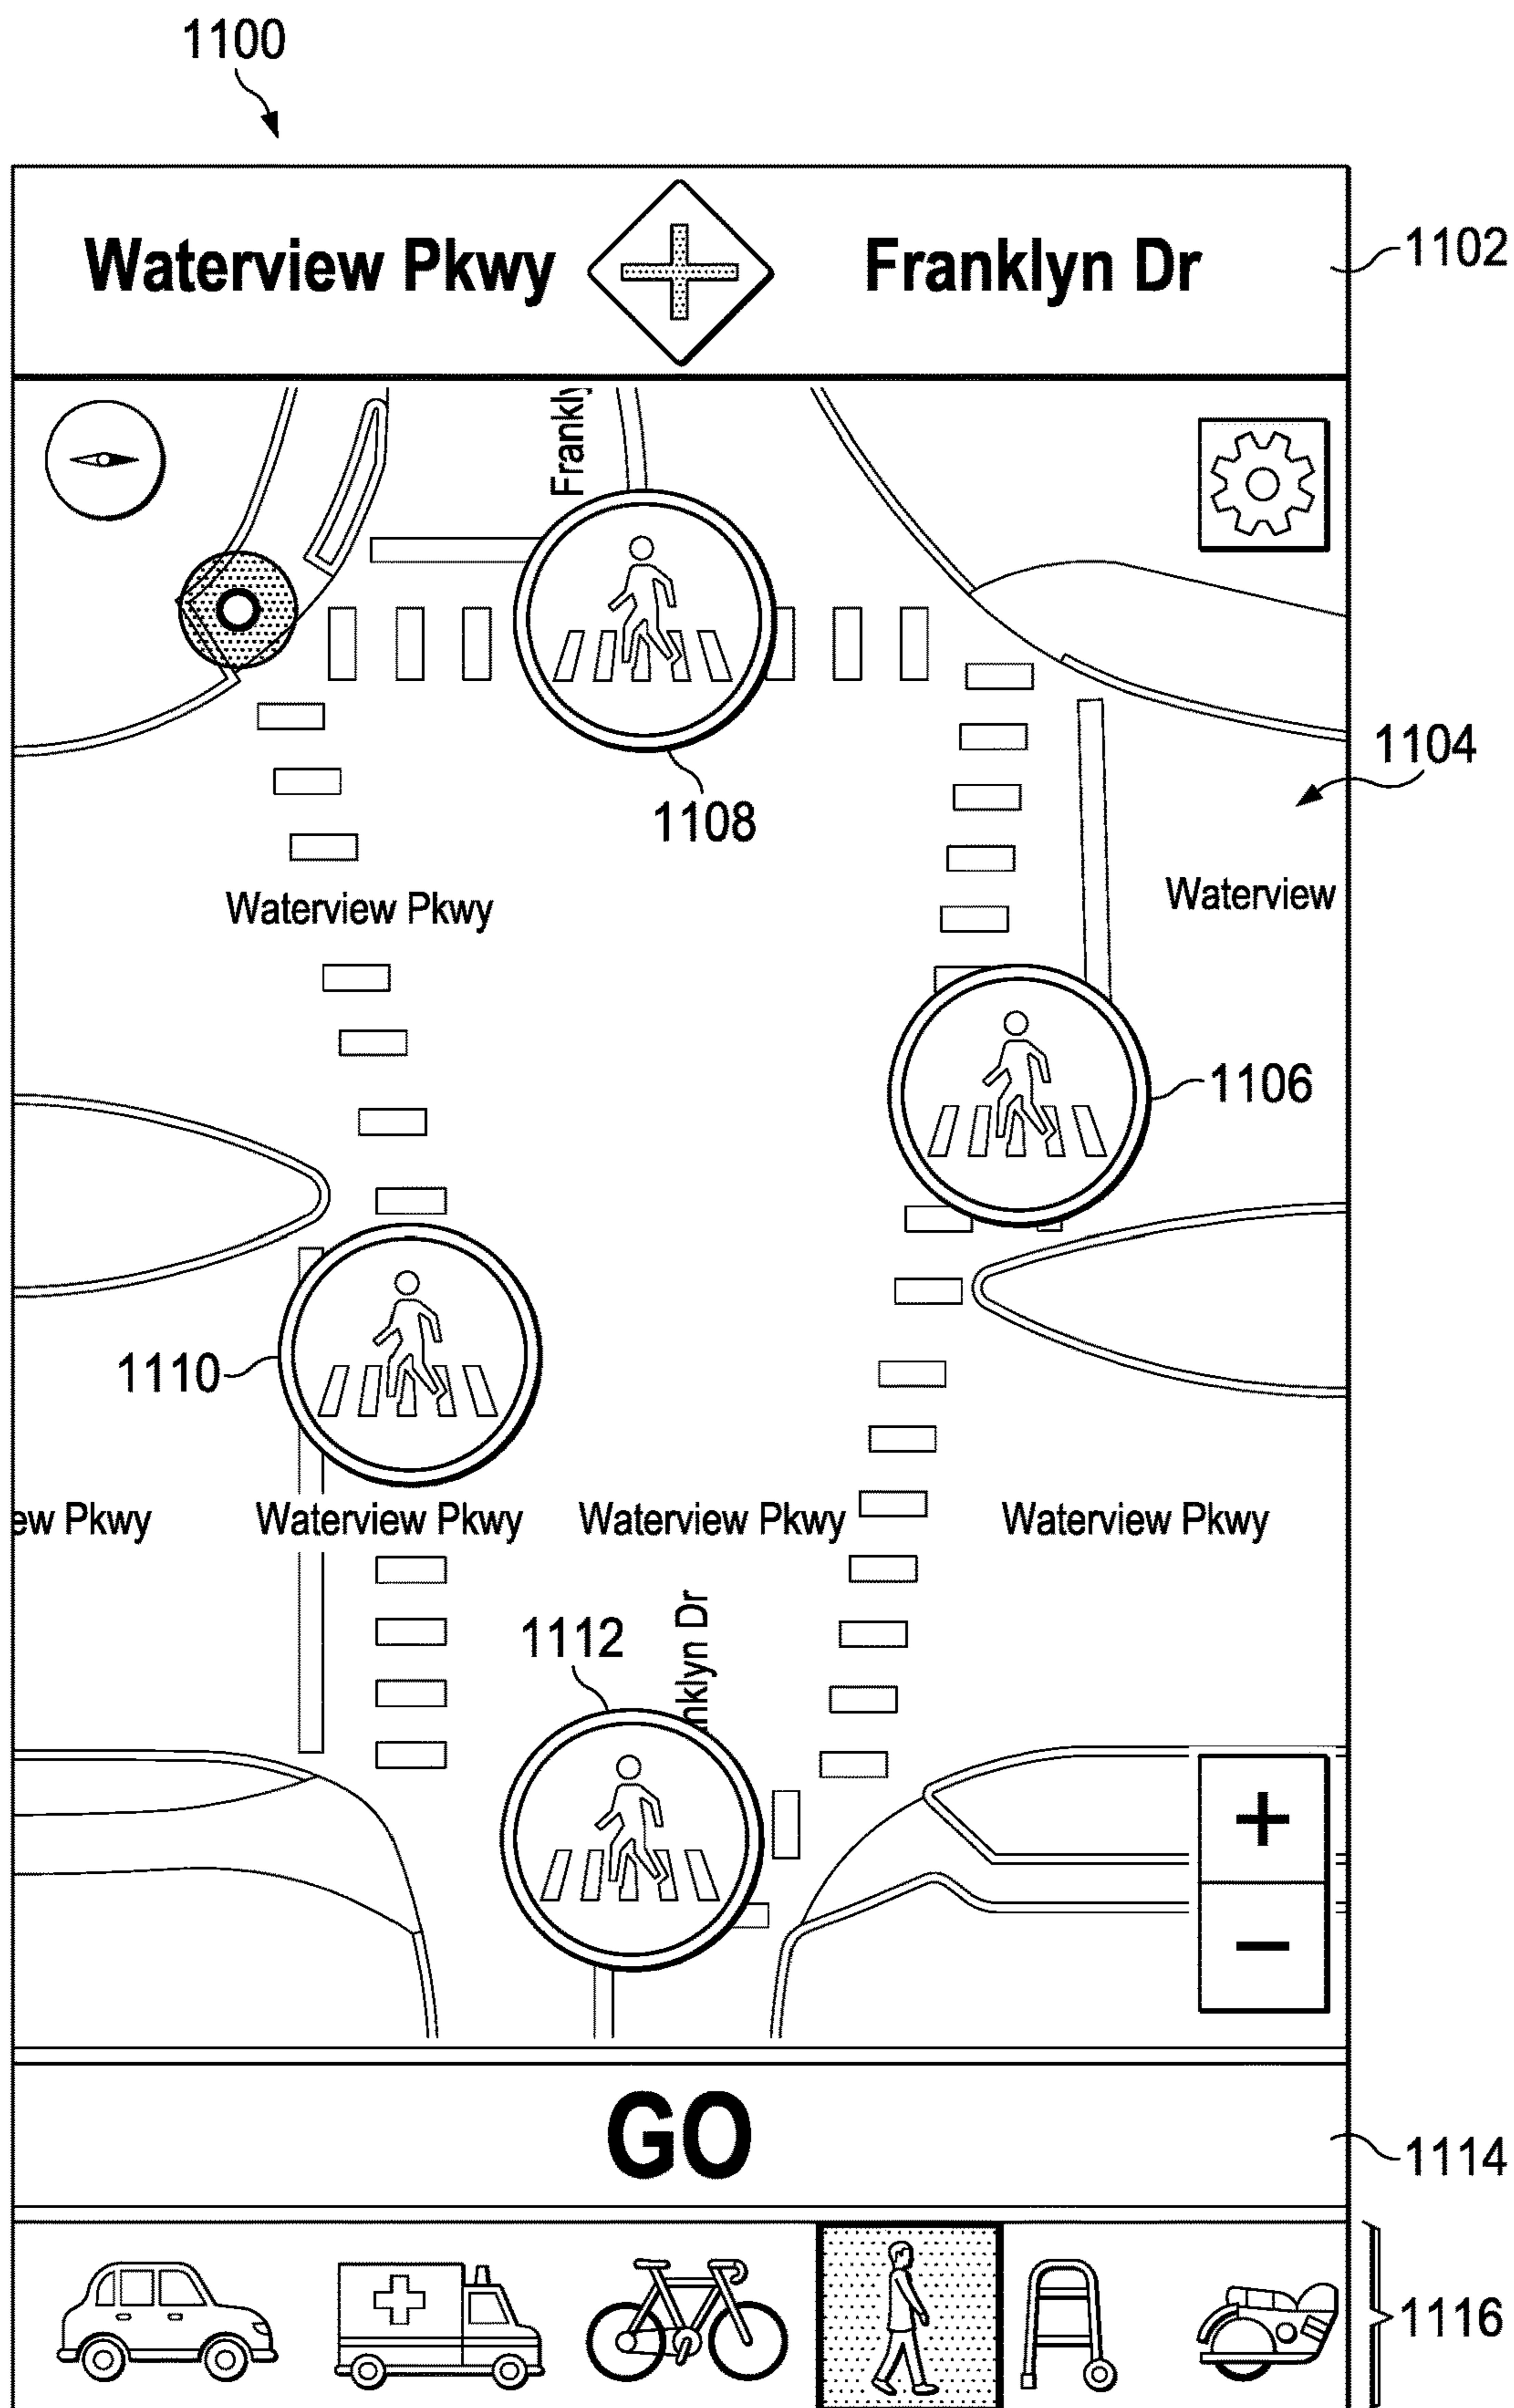 1100
Waterview Pkwy Franklyn Dr
1102
Frankly
1108
1104
Waterview Pkwy
Waterview
1106
1110
ew Pkwy
Waterview Pkwy
Waterview Pkwy
Waterview Pkwy
1112
nklyn Dr
+
−
GO
1114
1116